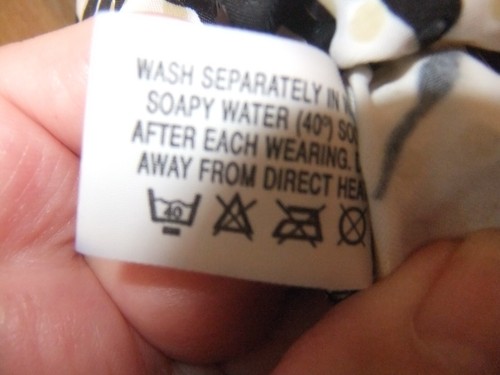 WASH SEPARATELY IN
SOAPY WATER (40°)
AFTER EACH WEARING.
AWAY FROM DIRECT
40